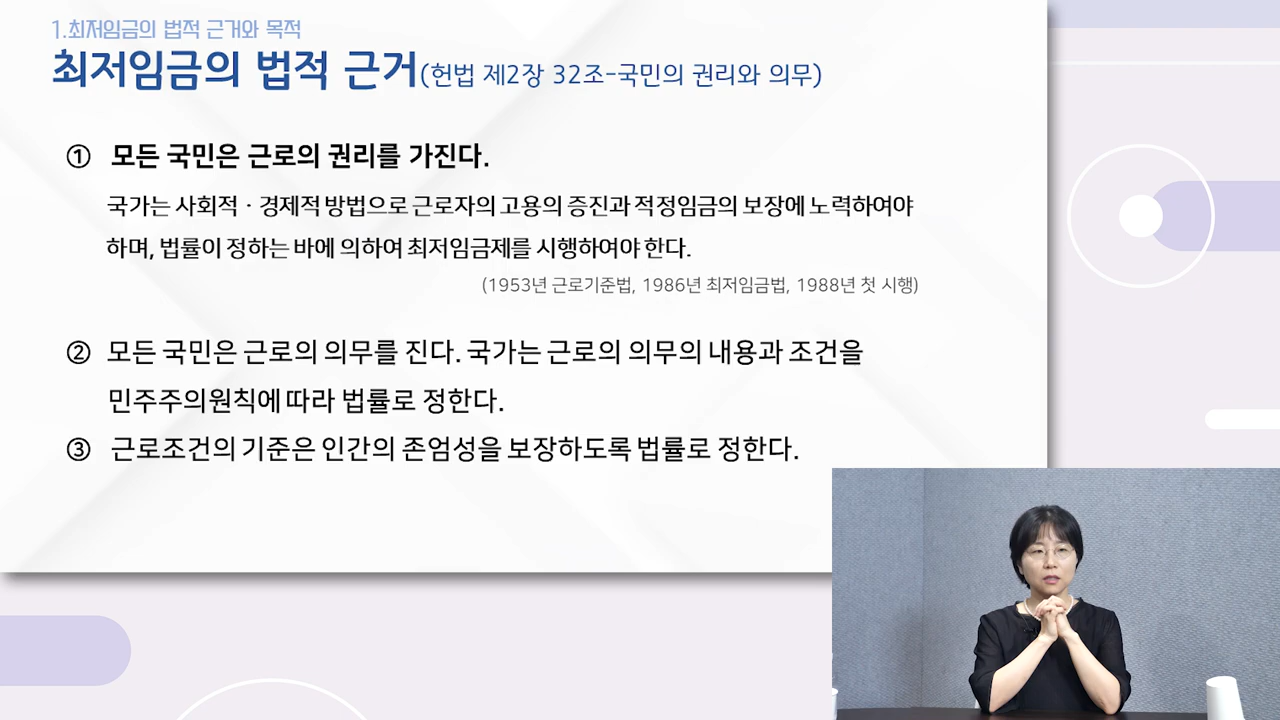 1.최저임금의 법적 근거와 목적
최저임금의 법적 근거(헌법 제2장 32조-국민의 권리와 의무)
① 모든 국민은 근로의 권리를 가진다.
국가는 사회적 · 경제적 방법으로 근로자의 고용의 증진과 적정임금의 보장에 노력하여야
하며, 법률이 정하는 바에 의하여 최저임금제를 시행하여야 한다.
(1953년 근로기준법, 1986년 최저임금법, 1988년 첫 시행)
② 모든 국민은 근로의 의무를 진다. 국가는 근로의 의무의 내용과 조건을
민주주의원칙에 따라 법률로 정한다.
③ 근로조건의 기준은 인간의 존엄성을 보장하도록 법률로 정한다.